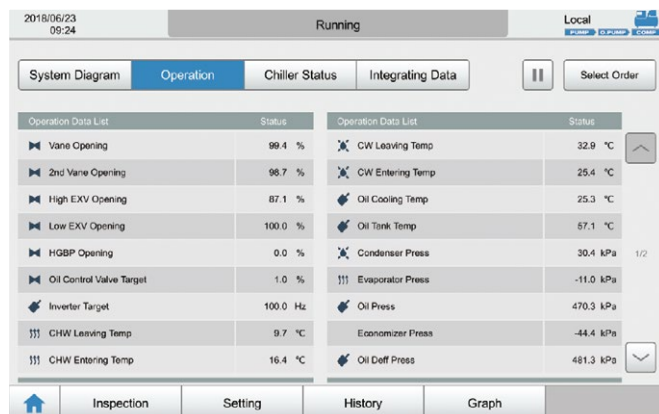 2018/06/23
09:24
Running
Local
PUMP O.PUMP COMP
System Diagram Operation Chiller Status Integrating Data Select Order
Operation Data List Status Operation Data List Status
Vane Opening 99.4 % CW Leaving Temp 32.9 °C
2nd Vane Opening 98.7 % CW Entering Temp 25.4 °C
High EXV Opening 87.1 % Oil Cooling Temp 25.3 °C
Low EXV Opening 100.0 % Oil Tank Temp 57.1 °C
HGBP Opening 0.0 % Condenser Press 30.4 kPa 1/2
Oil Control Valve Target 1.0 % Evaporator Press -11.0 kPa
Inverter Target 100.0 Hz Oil Press 470.3 kPa
CHW Leaving Temp 9.7 °C Economizer Press -44.4 kPa
CHW Entering Temp 16.4 °C Oil Deff Press 481.3 kPa
Inspection Setting History Graph